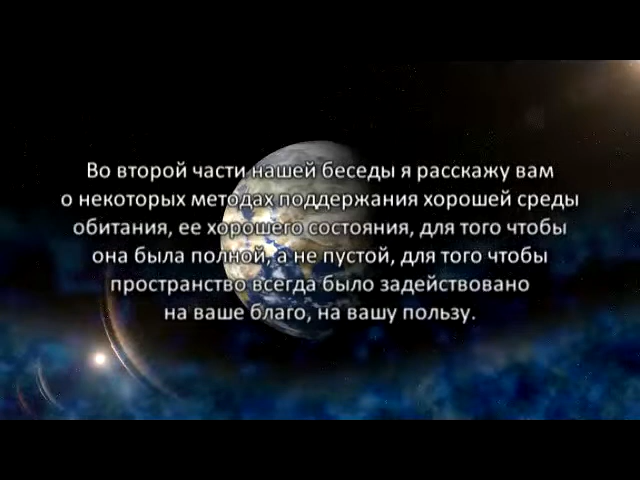 Во второй части нашей беседы я расскажу вам
о некоторых методах поддержания хорошей среды
обитания, ее хорошего состояния, для того чтобы
она была полной, а не пустой, для того чтобы
пространство всегда было задействовано
на ваше благо, на вашу пользу.